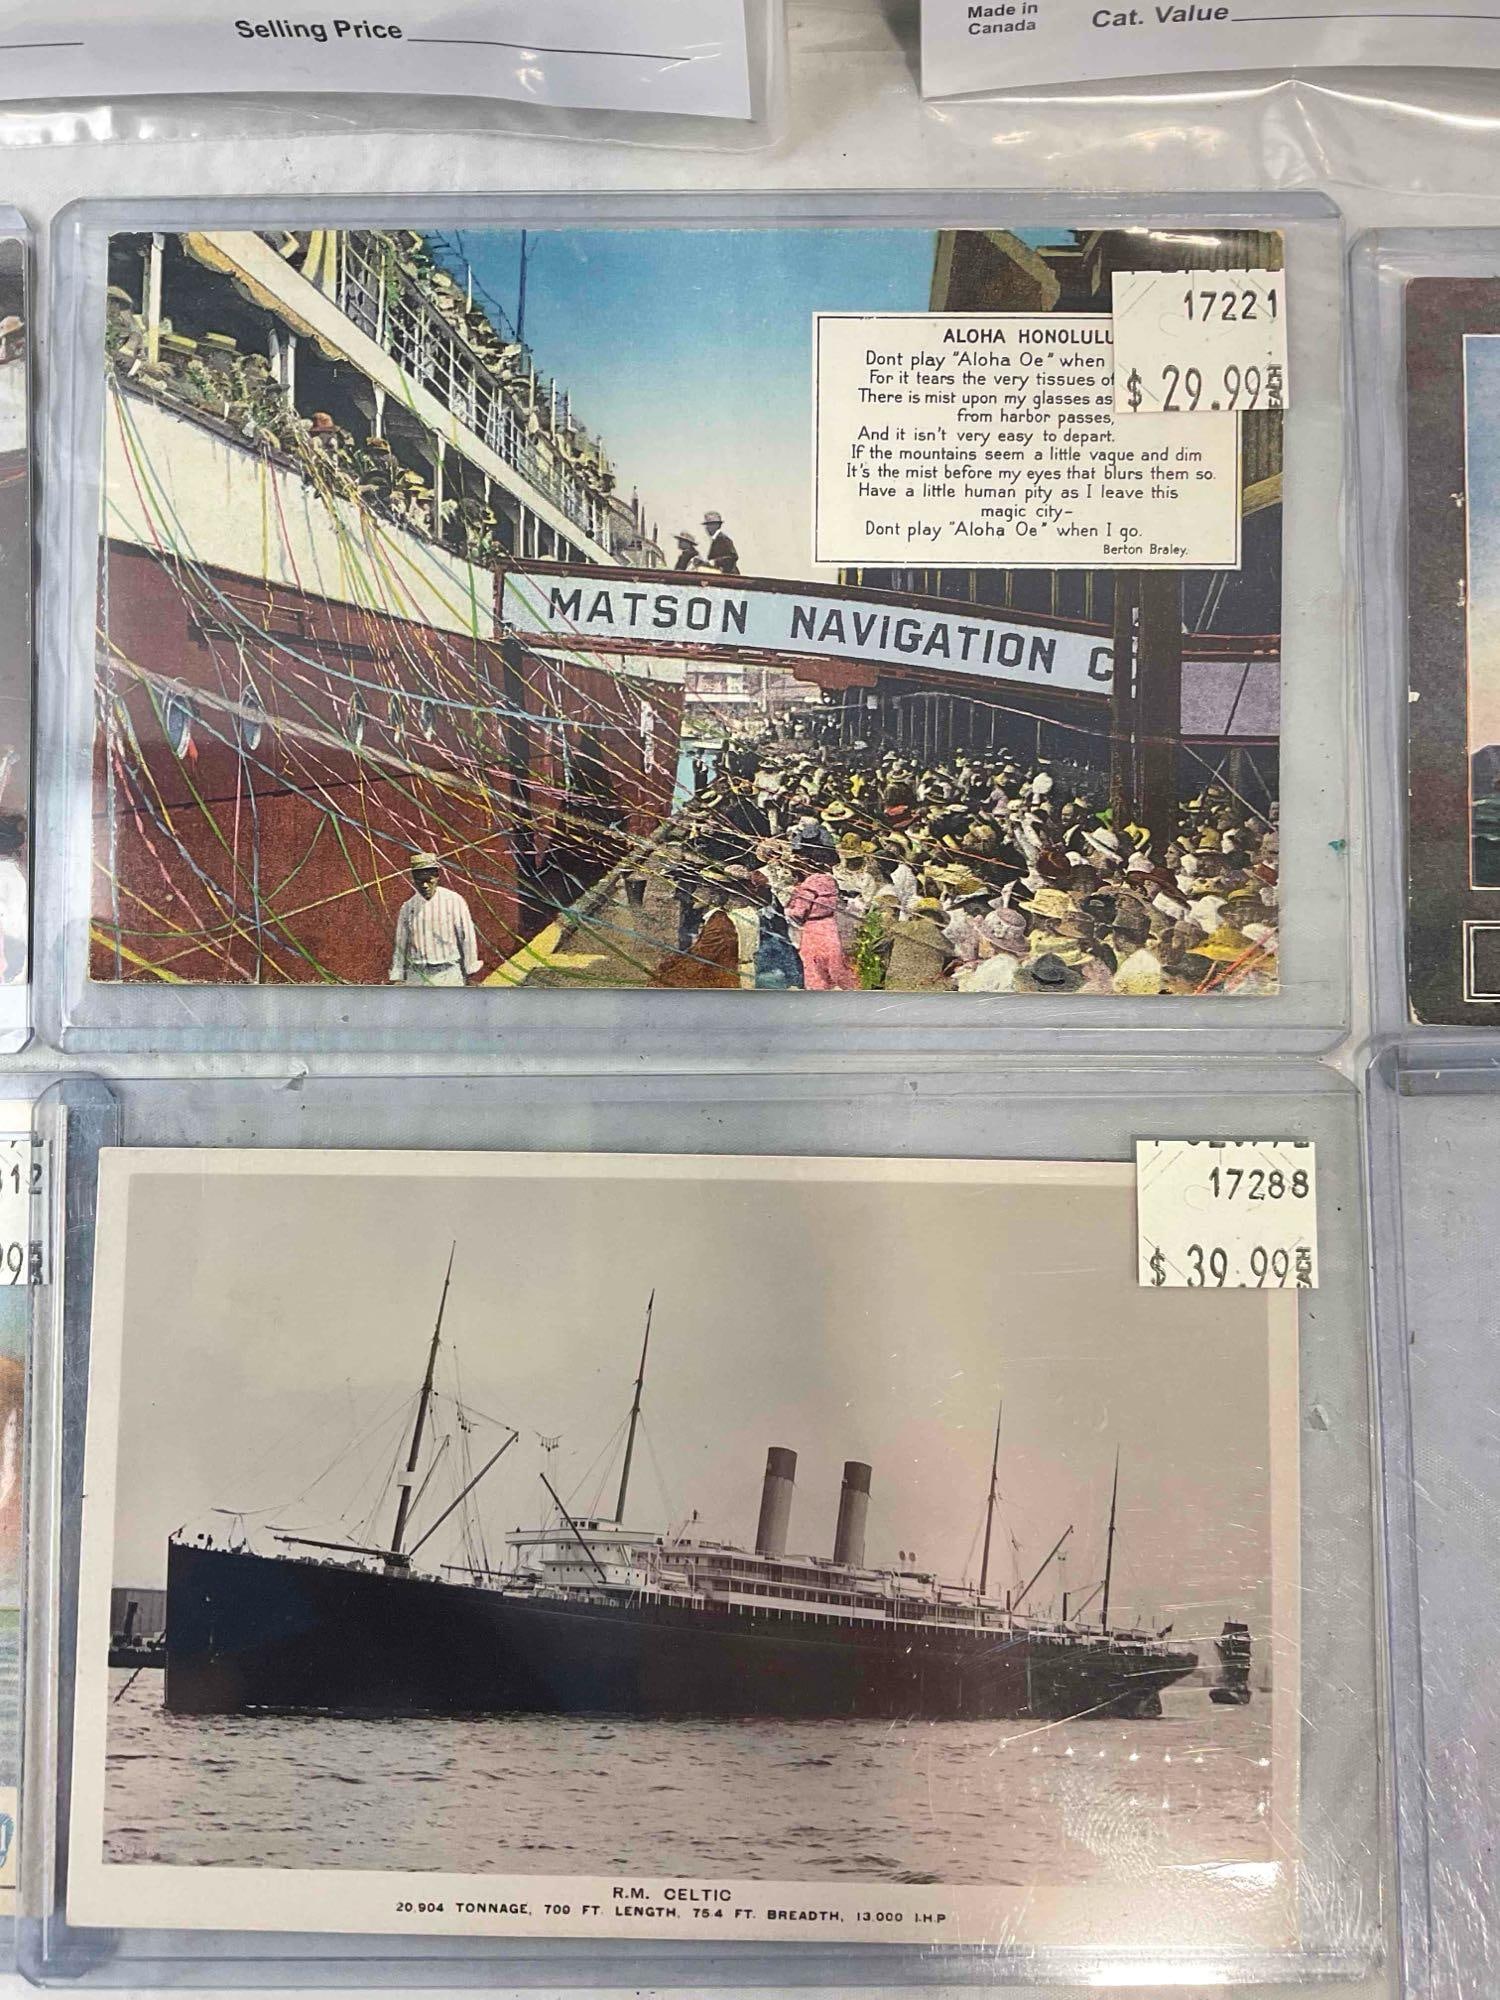 Selling Price
Made in
Canada
Cat. Value
17221
$ 29.99 EACH
ALOHA HONOLULU
Dont play "Aloha Oe" when
For it tears the very tissues of
There is mist upon my glasses as
from harbor passes,
And it isn't very easy to depart.
If the mountains seem a little vague and dim
It's the mist before my eyes that blurs them so.
Have a little human pity as I leave this
magic city-
Dont play "Aloha Oe" when I go.
Berton Braley.
MATSON NAVIGATION C
17288
$ 39.99 EACH
R.M. CELTIC
20,904 TONNAGE, 700 FT. LENGTH, 75.4 FT. BREADTH, 13,000 I.H.P